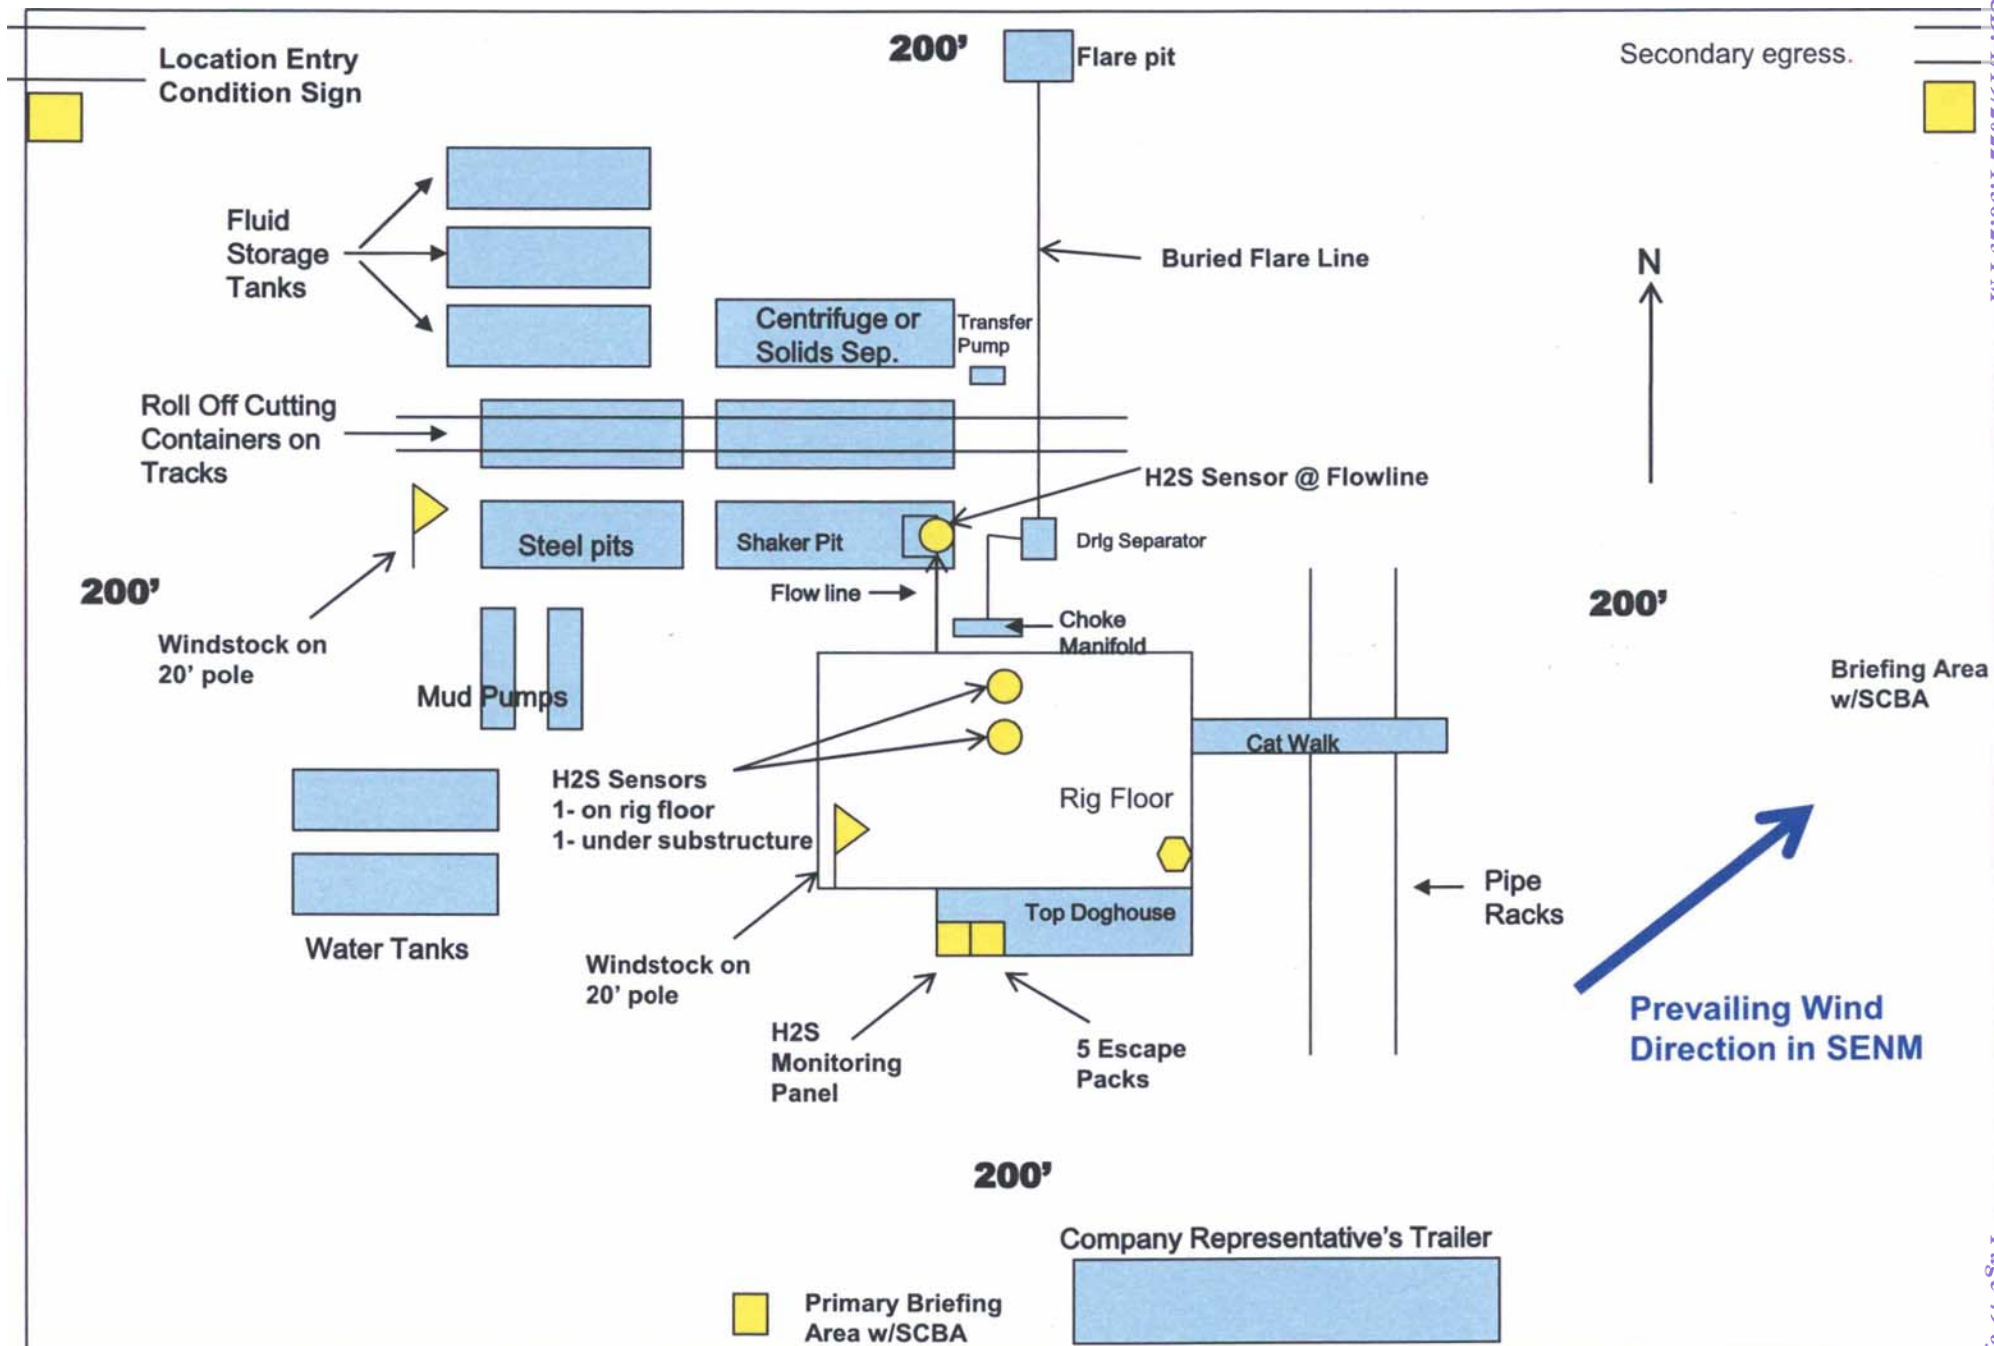 Location Entry
Condition Sign
200’
Flare pit
Secondary egress.
Fluid
Storage
Tanks
Buried Flare Line
N
Centrifuge or
Solids Sep.
Transfer
Pump
Roll Off Cutting
Containers on
Tracks
H2S Sensor @ Flowline
Steel pits
Shaker Pit
Drlg Separator
200’
Flow line
200’
Windstock on
20’ pole
Choke
Manifold
Briefing Area
w/SCBA
Mud Pumps
Cat Walk
H2S Sensors
1- on rig floor
1- under substructure
Rig Floor
Pipe
Racks
Top Doghouse
Water Tanks
Windstock on
20’ pole
Prevailing Wind
Direction in SENM
H2S
Monitoring
Panel
5 Escape
Packs
200’
Company Representative’s Trailer
Primary Briefing
Area w/SCBA